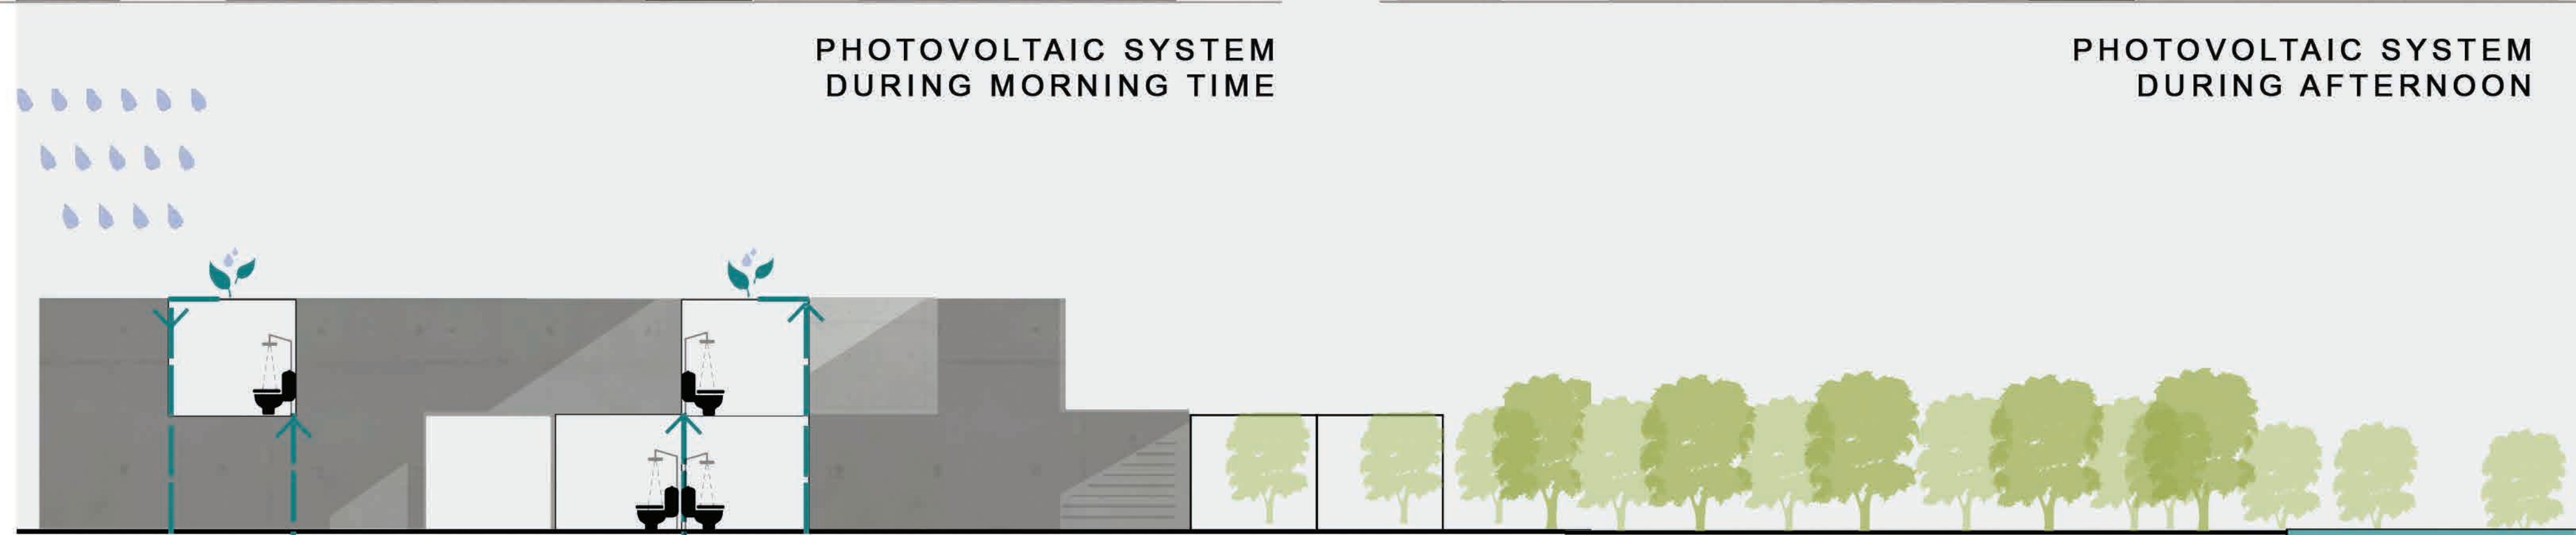 PHOTOVOLTAIC SYSTEM
DURING MORNING TIME
PHOTOVOLTAIC SYSTEM
DURING AFTERNOON